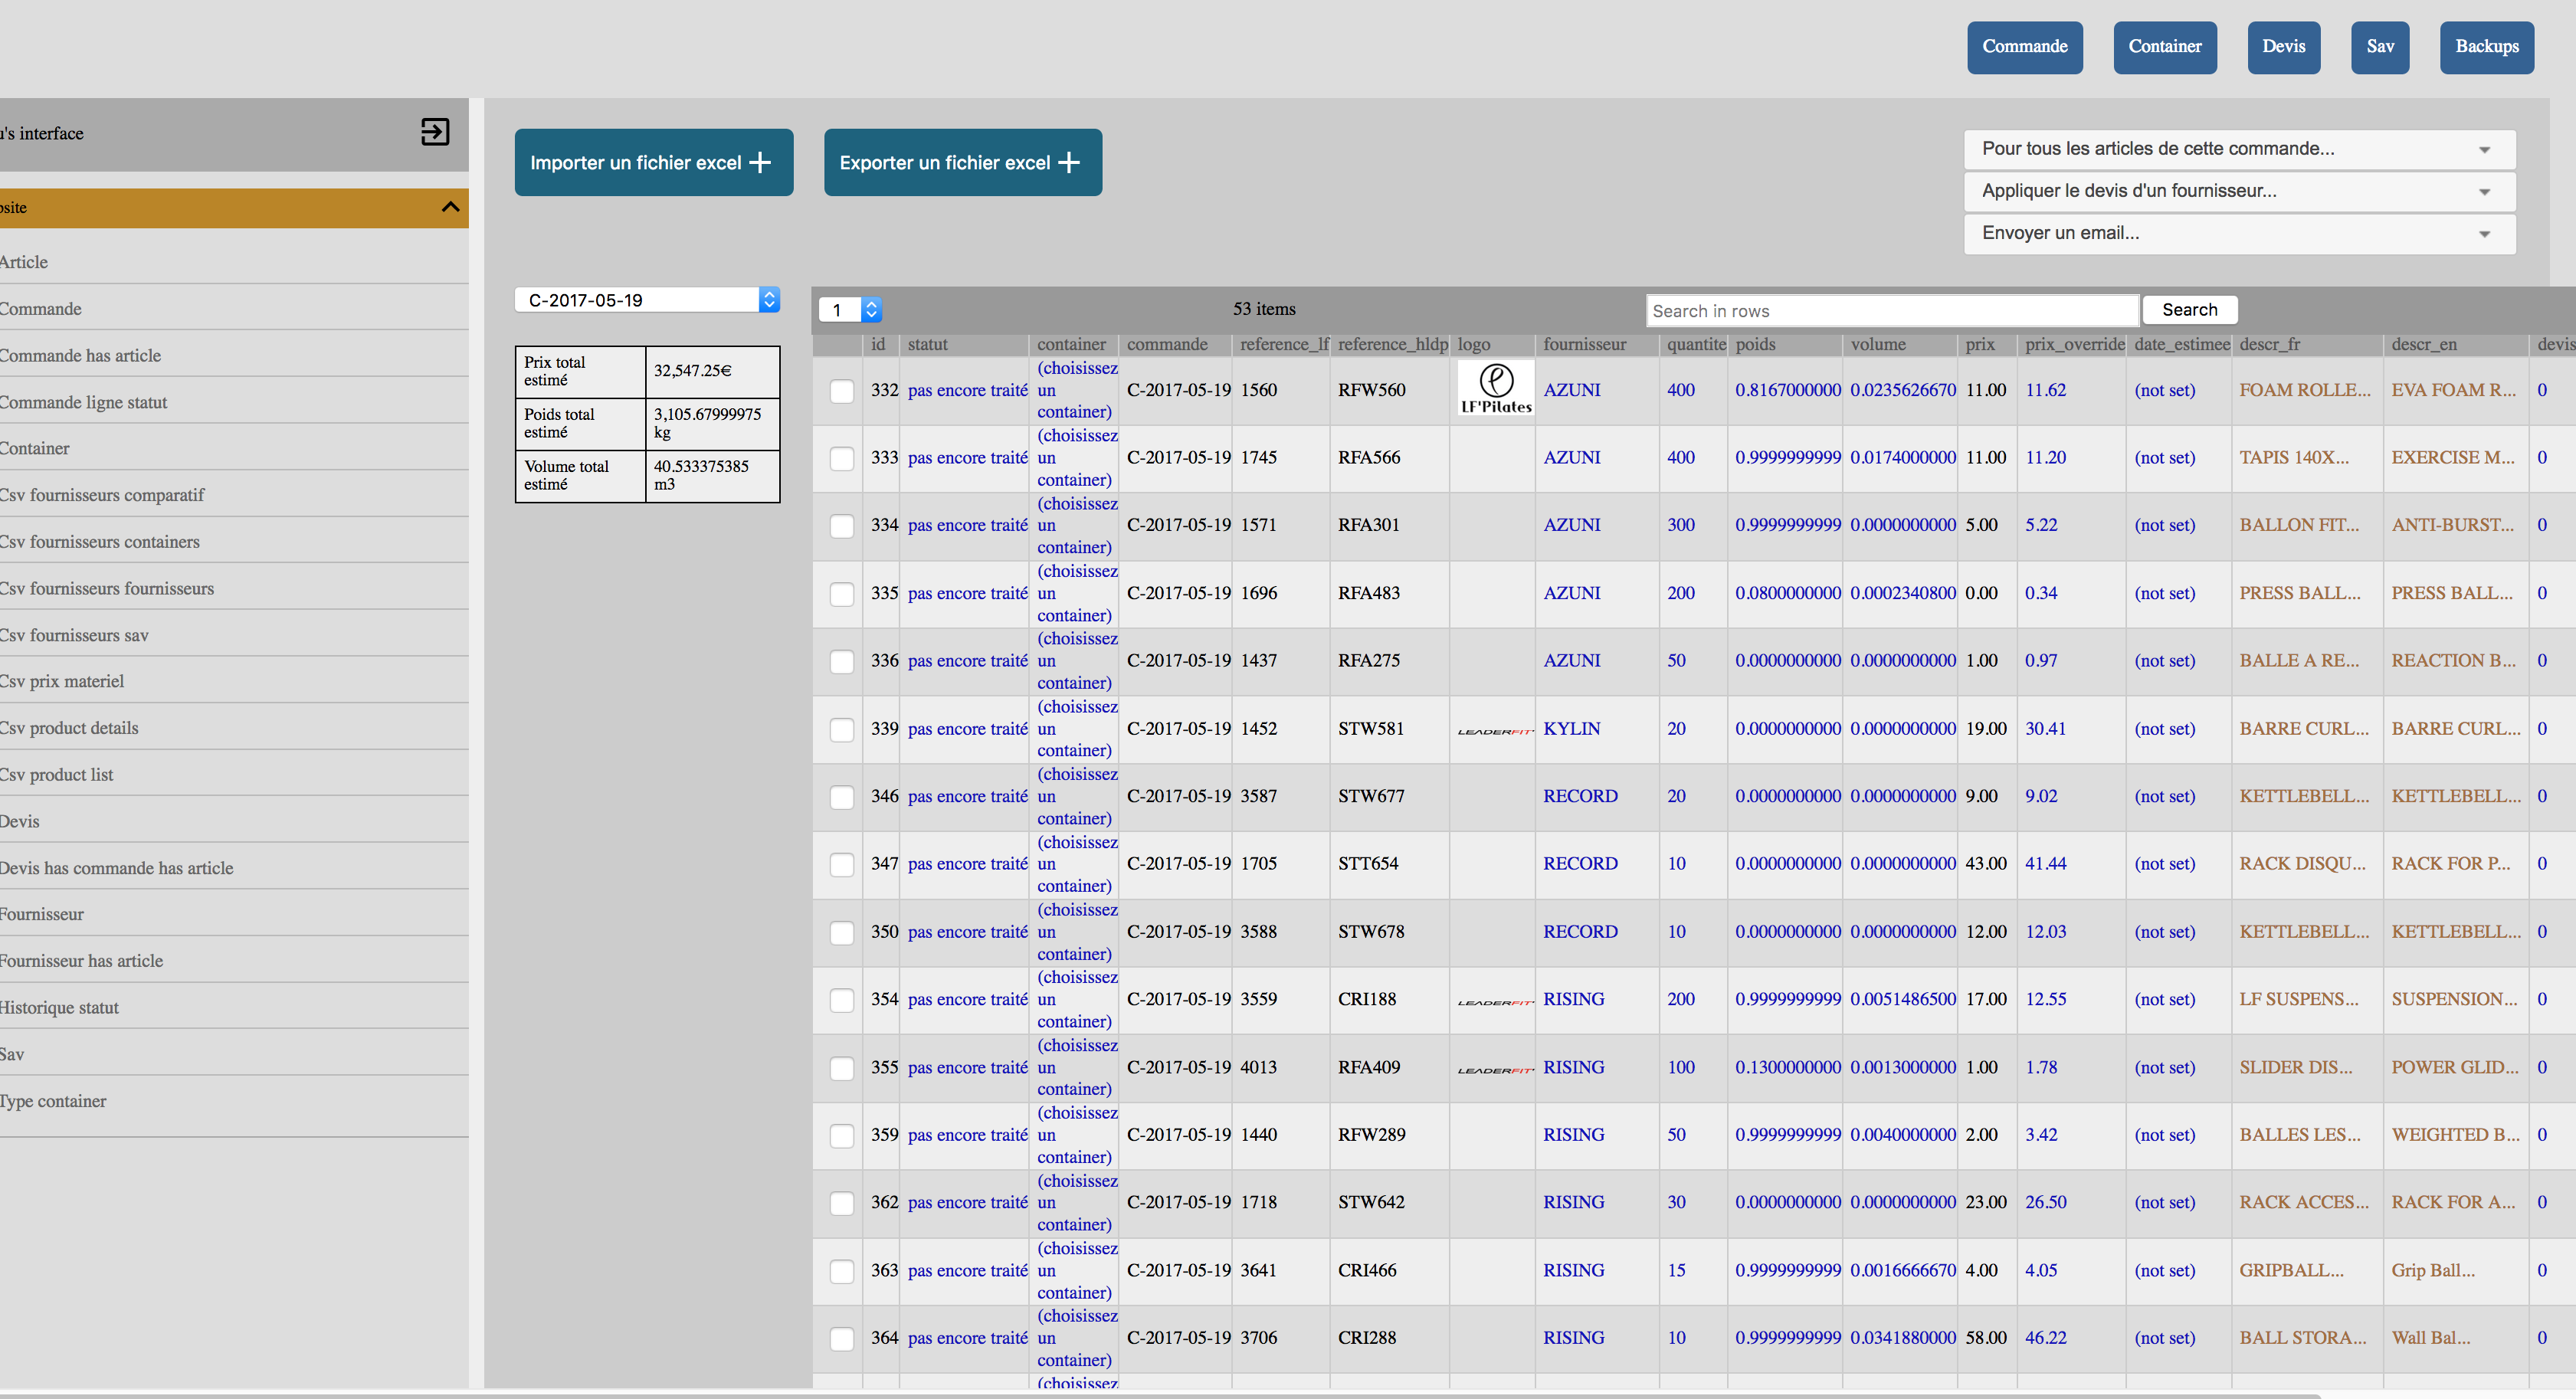 Commande Container Devis Sav Backups
u's interface
Importer un fichier excel
Exporter un fichier excel
Pour tous les articles de cette commande...
Appliquer le devis d'un fournisseur...
Envoyer un email...
Article
Commande
Commande has article
Commande ligne statut
Container
Csv fournisseurs comparatif
Csv fournisseurs containers
Csv fournisseurs fournisseurs
Csv fournisseurs sav
Csv prix materiel
Csv product details
Csv product list
Devis
Devis has commande has article
Fournisseur
Fournisseur has article
Historique statut
Sav
Type container
C-2017-05-19
Prix total
estimé
32,547.25€
Poids total
estimé
3,105.67999975
kg
Volume total
estimé
40.533375385
m3
1 53 items Search in rows Search
id statut container commande reference_lf reference_hldp logo fournisseur quantite poids volume prix prix_override date_estimee descr_fr descr_en devis
332 pas encore traité (choisissez un container) C-2017-05-19 1560 RFW560 LF'Pilates AZUNI 400 0.8167000000 0.0235626670 11.00 11.62 (not set) FOAM ROLLE... EVA FOAM R... 0
333 pas encore traité (choisissez un container) C-2017-05-19 1745 RFA566 AZUNI 400 0.9999999999 0.0174000000 11.00 11.20 (not set) TAPIS 140X... EXERCISE M... 0
334 pas encore traité (choisissez un container) C-2017-05-19 1571 RFA301 AZUNI 300 0.9999999999 0.0000000000 5.00 5.22 (not set) BALLON FIT... ANTI-BURST... 0
335 pas encore traité (choisissez un container) C-2017-05-19 1696 RFA483 AZUNI 200 0.0800000000 0.0002340800 0.00 0.34 (not set) PRESS BALL... PRESS BALL... 0
336 pas encore traité (choisissez un container) C-2017-05-19 1437 RFA275 AZUNI 50 0.0000000000 0.0000000000 1.00 0.97 (not set) BALLE A RE... REACTION B... 0
339 pas encore traité (choisissez un container) C-2017-05-19 1452 STW581 LEADERFIT' KYLIN 20 0.0000000000 0.0000000000 19.00 30.41 (not set) BARRE CURL... BARRE CURL... 0
346 pas encore traité (choisissez un container) C-2017-05-19 3587 STW677 RECORD 20 0.0000000000 0.0000000000 9.00 9.02 (not set) KETTLEBELL... KETTLEBELL... 0
347 pas encore traité (choisissez un container) C-2017-05-19 1705 STT654 RECORD 10 0.0000000000 0.0000000000 43.00 41.44 (not set) RACK DISQU... RACK FOR P... 0
350 pas encore traité (choisissez un container) C-2017-05-19 3588 STW678 RECORD 10 0.0000000000 0.0000000000 12.00 12.03 (not set) KETTLEBELL... KETTLEBELL... 0
354 pas encore traité (choisissez un container) C-2017-05-19 3559 CRI188 LEADERFIT' RISING 200 0.9999999999 0.0051486500 17.00 12.55 (not set) LF SUSPENS... SUSPENSION... 0
355 pas encore traité (choisissez un container) C-2017-05-19 4013 RFA409 LEADERFIT' RISING 100 0.1300000000 0.0013000000 1.00 1.78 (not set) SLIDER DIS... POWER GLID... 0
359 pas encore traité (choisissez un container) C-2017-05-19 1440 RFW289 RISING 50 0.9999999999 0.0040000000 2.00 3.42 (not set) BALLES LES... WEIGHTED B... 0
362 pas encore traité (choisissez un container) C-2017-05-19 1718 STW642 RISING 30 0.0000000000 0.0000000000 23.00 26.50 (not set) RACK ACCES... RACK FOR A... 0
363 pas encore traité (choisissez un container) C-2017-05-19 3641 CRI466 RISING 15 0.9999999999 0.0016666670 4.00 4.05 (not set) GRIPBALL... Grip Ball... 0
364 pas encore traité (choisissez un container) C-2017-05-19 3706 CRI288 RISING 10 0.9999999999 0.0341880000 58.00 46.22 (not set) BALL STORA... Wall Bal... 0
(choisissez